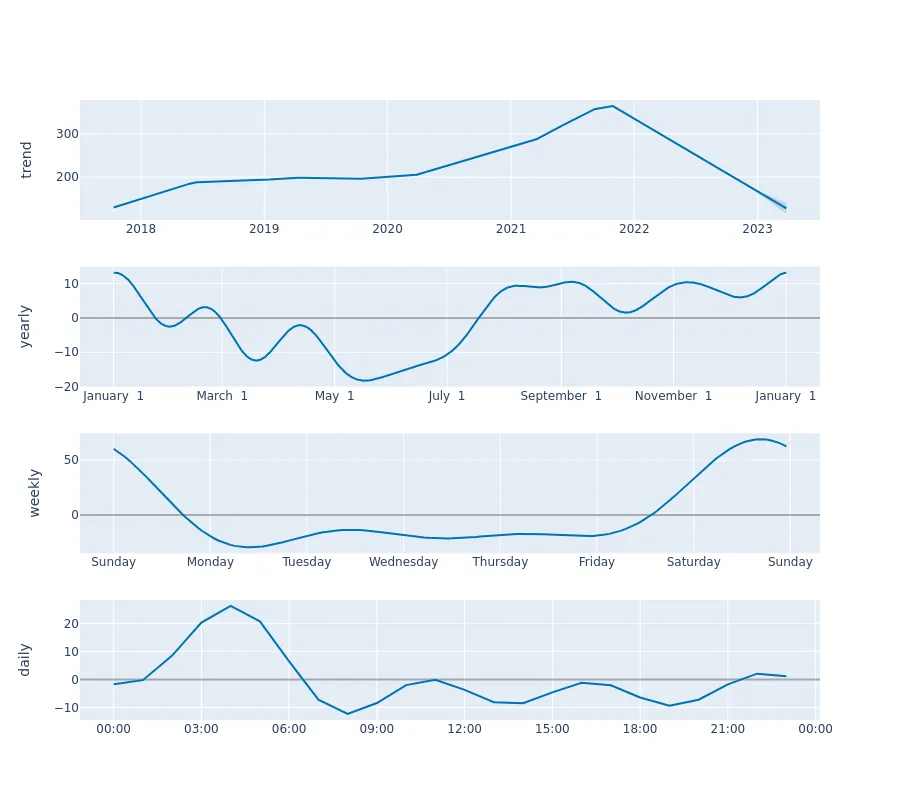 trend
300
200
2018 2019 2020 2021 2022 2023
yearly
10
0
−10
−20
January 1 March 1 May 1 July 1 September 1 November 1 January 1
weekly
50
0
Sunday Monday Tuesday Wednesday Thursday Friday Saturday Sunday
daily
20
10
0
−10
00:00 03:00 06:00 09:00 12:00 15:00 18:00 21:00 00:00